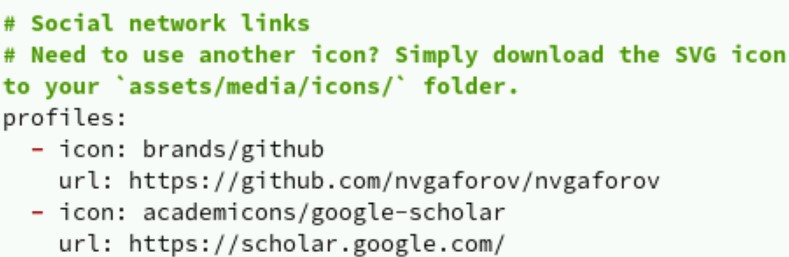 # Social network links
# Need to use another icon? Simply download the SVG icon
to your `assets/media/icons/` folder.
profiles:
  - icon: brands/github
    url: https://github.com/nvgaforov/nvgaforov
  - icon: academicons/google-scholar
    url: https://scholar.google.com/